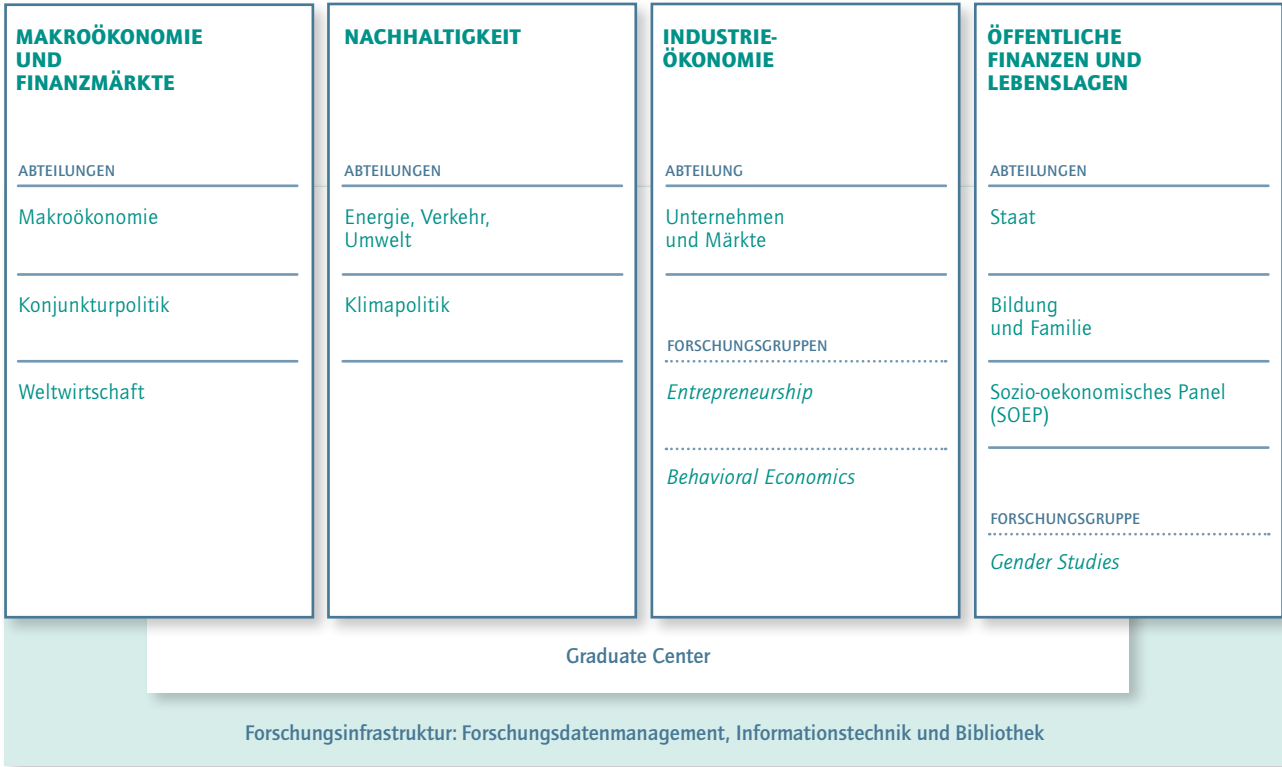 MAKROÖKONOMIE
UND
FINANZMÄRKTE
ABTEILUNGEN
Makroökonomie
Konjunkturpolitik
Weltwirtschaft
NACHHALTIGKEIT
ABTEILUNGEN
Energie, Verkehr,
Umwelt
Klimapolitik
INDUSTRIE-
ÖKONOMIE
ABTEILUNG
Unternehmen
und Märkte
FORSCHUNGSGRUPPEN
Entrepreneurship
Behavioral Economics
ÖFFENTLICHE
FINANZEN UND
LEBENSLAGEN
ABTEILUNGEN
Staat
Bildung
und Familie
Sozio-oekonomisches Panel
(SOEP)
FORSCHUNGSGRUPPE
Gender Studies
Graduate Center
Forschungsinfrastruktur: Forschungsdatenmanagement, Informationstechnik und Bibliothek